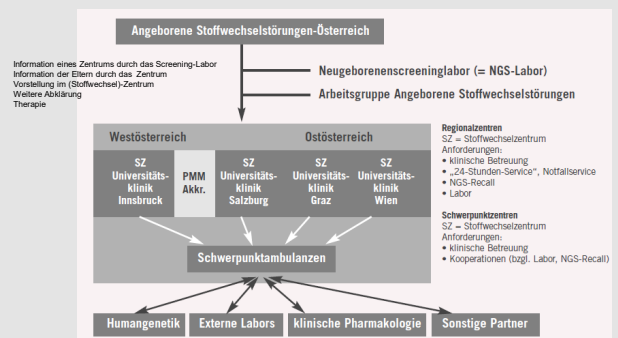 Angeborene Stoffwechselstörungen-Österreich
Information eines Zentrums durch das Screening-Labor
Information der Eltern durch das Zentrum
Vorstellung im (Stoffwechsel)-Zentrum
Weitere Abklärung
Therapie
Neugeborenenscreeninglabor (= NGS-Labor)
Arbeitsgruppe Angeborene Stoffwechselstörungen
Westösterreich
Ostösterreich
SZ
Universitäts-
klinik
Innsbruck
PMM
Akkr.
SZ
Universitäts-
klinik
Salzburg
SZ
Universitäts-
klinik
Graz
SZ
Universitäts-
klinik
Wien
Schwerpunktambulanzen
Regionalzentren
SZ = Stoffwechselzentrum
Anforderungen:
• klinische Betreuung
• „24-Stunden-Service“, Notfallservice
• NGS-Recall
• Labor
Schwerpunktzentren
SZ = Stoffwechselzentrum
Anforderungen:
• klinische Betreuung
• Kooperationen (bzgl. Labor, NGS-Recall)
Humangenetik
Externe Labors
klinische Pharmakologie
Sonstige Partner